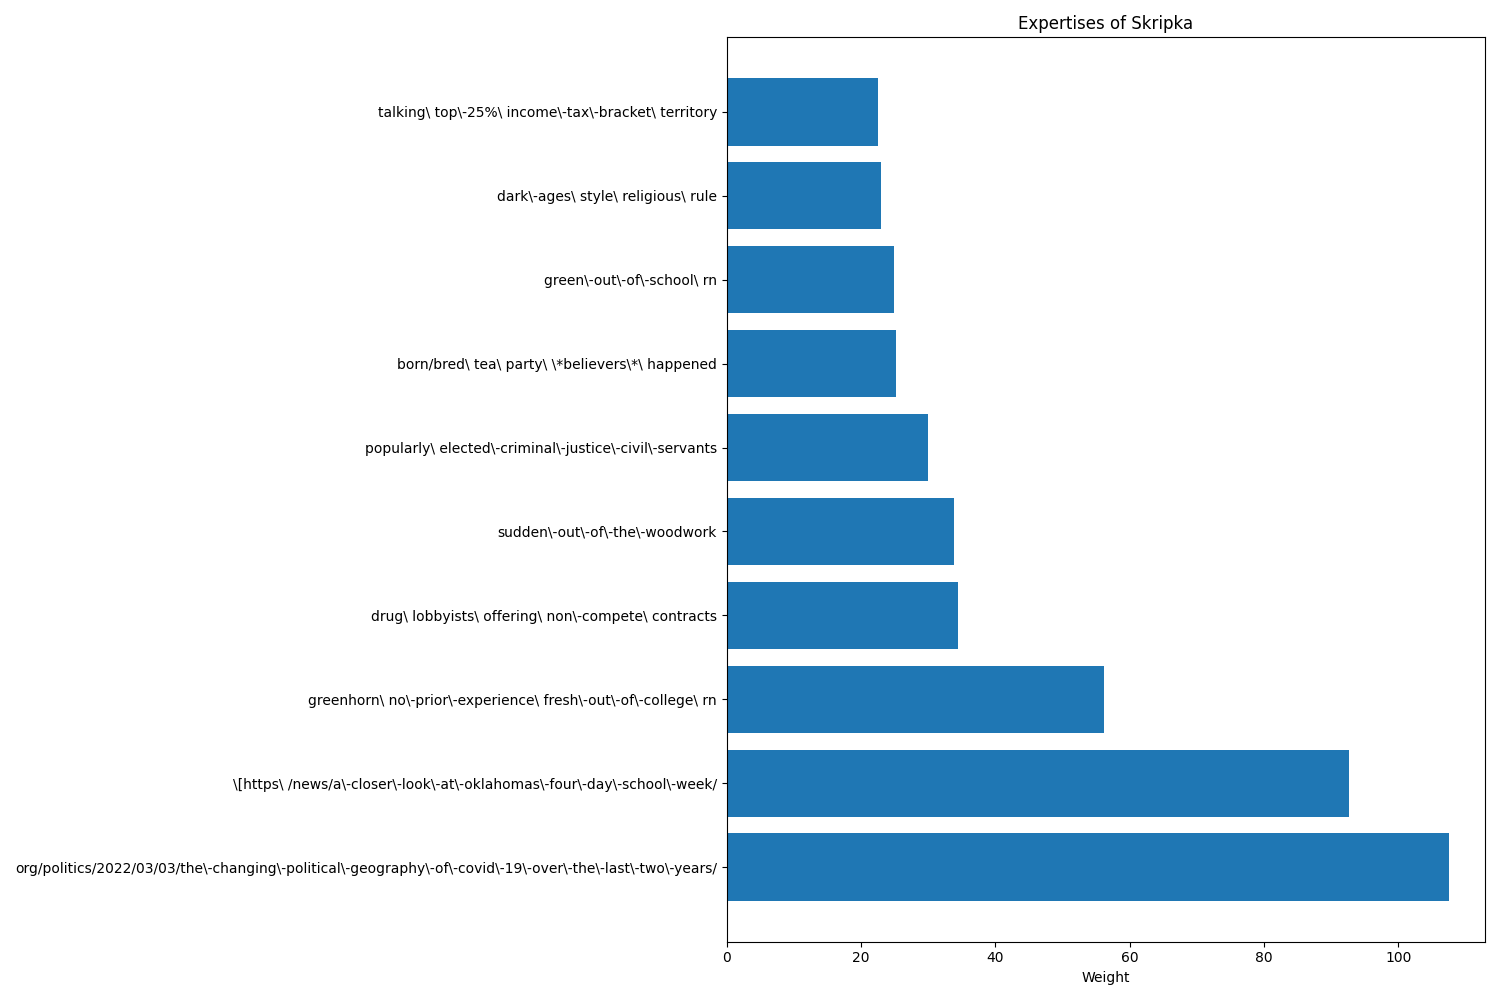 Expertises of Skripka
talking\ top\-25%\ income\-tax\-bracket\ territory
dark\-ages\ style\ religious\ rule
green\-out\-of\-school\ rn
born/bred\ tea\ party\ \*believers\*\ happened
popularly\ elected\-criminal\-justice\-civil\-servants
sudden\-out\-of\-the\-woodwork
drug\ lobbyists\ offering\ non\-compete\ contracts
greenhorn\ no\-prior\-experience\ fresh\-out\-of\-college\ rn
\[https\ /news/a\-closer\-look\-at\-oklahomas\-four\-day\-school\-week/
org/politics/2022/03/03/the\-changing\-political\-geography\-of\-covid\-19\-over\-the\-last\-two\-years/
0 20 40 60 80 100
Weight